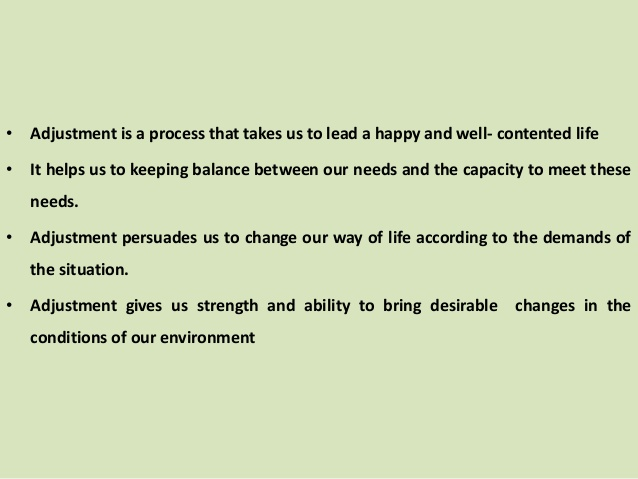 • Adjustment is a process that takes us to lead a happy and well- contented life
• It helps us to keeping balance between our needs and the capacity to meet these
needs.
• Adjustment persuades us to change our way of life according to the demands of
the situation.
• Adjustment gives us strength and ability to bring desirable changes in the
conditions of our environment